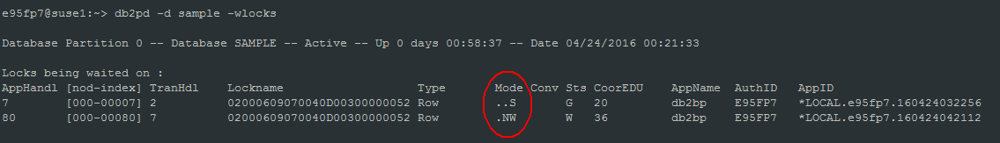 e95fp7@suse1:~> db2pd -d sample -wlocks
Database Partition 0 -- Database SAMPLE -- Active -- Up 0 days 00:58:37 -- Date 04/24/2016 00:21:33
Locks being waited on :
AppHandl [nod-index] TranHdl Lockname Type Mode Conv Sts CoorEDU AppName AuthID AppID
7 [000-00007] 2 02000609070040D00300000052 Row ..S G 20 db2bp E95FP7 *LOCAL.e95fp7.160424032256
80 [000-00080] 7 02000609070040D00300000052 Row .NW W 36 db2bp E95FP7 *LOCAL.e95fp7.160424042112